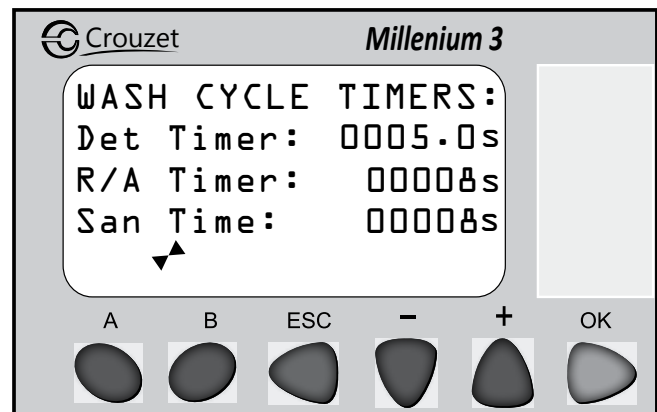 Crouzet Millenium 3
WASH CYCLE TIMERS:
Det Timer: 0005.0s
R/A Timer: 00008s
San Time: 00008s
A B ESC - + OK